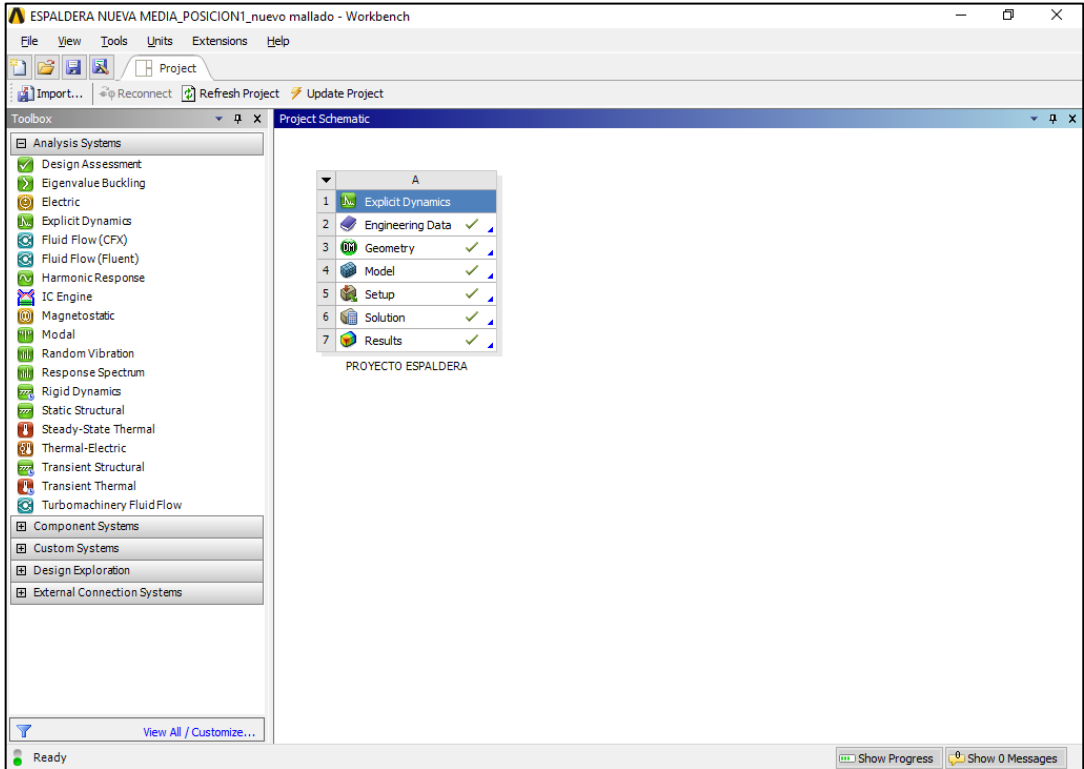 ESPALDERA NUEVA MEDIA_POSICION1_nuevo mallado - Workbench
File View Tools Units Extensions Help
Project
Import... Reconnect Refresh Project Update Project
Toolbox
Project Schematic
Analysis Systems
Design Assessment
Eigenvalue Buckling
Electric
Explicit Dynamics
Fluid Flow (CFX)
Fluid Flow (Fluent)
Harmonic Response
IC Engine
Magnetostatic
Modal
Random Vibration
Response Spectrum
Rigid Dynamics
Static Structural
Steady-State Thermal
Thermal-Electric
Transient Structural
Transient Thermal
Turbomachinery Fluid Flow
Component Systems
Custom Systems
Design Exploration
External Connection Systems
View All / Customize...
A
1 Explicit Dynamics
2 Engineering Data
3 DM Geometry
4 Model
5 Setup
6 Solution
7 Results
PROYECTO ESPALDERA
Ready
Show Progress
0 Show 0 Messages